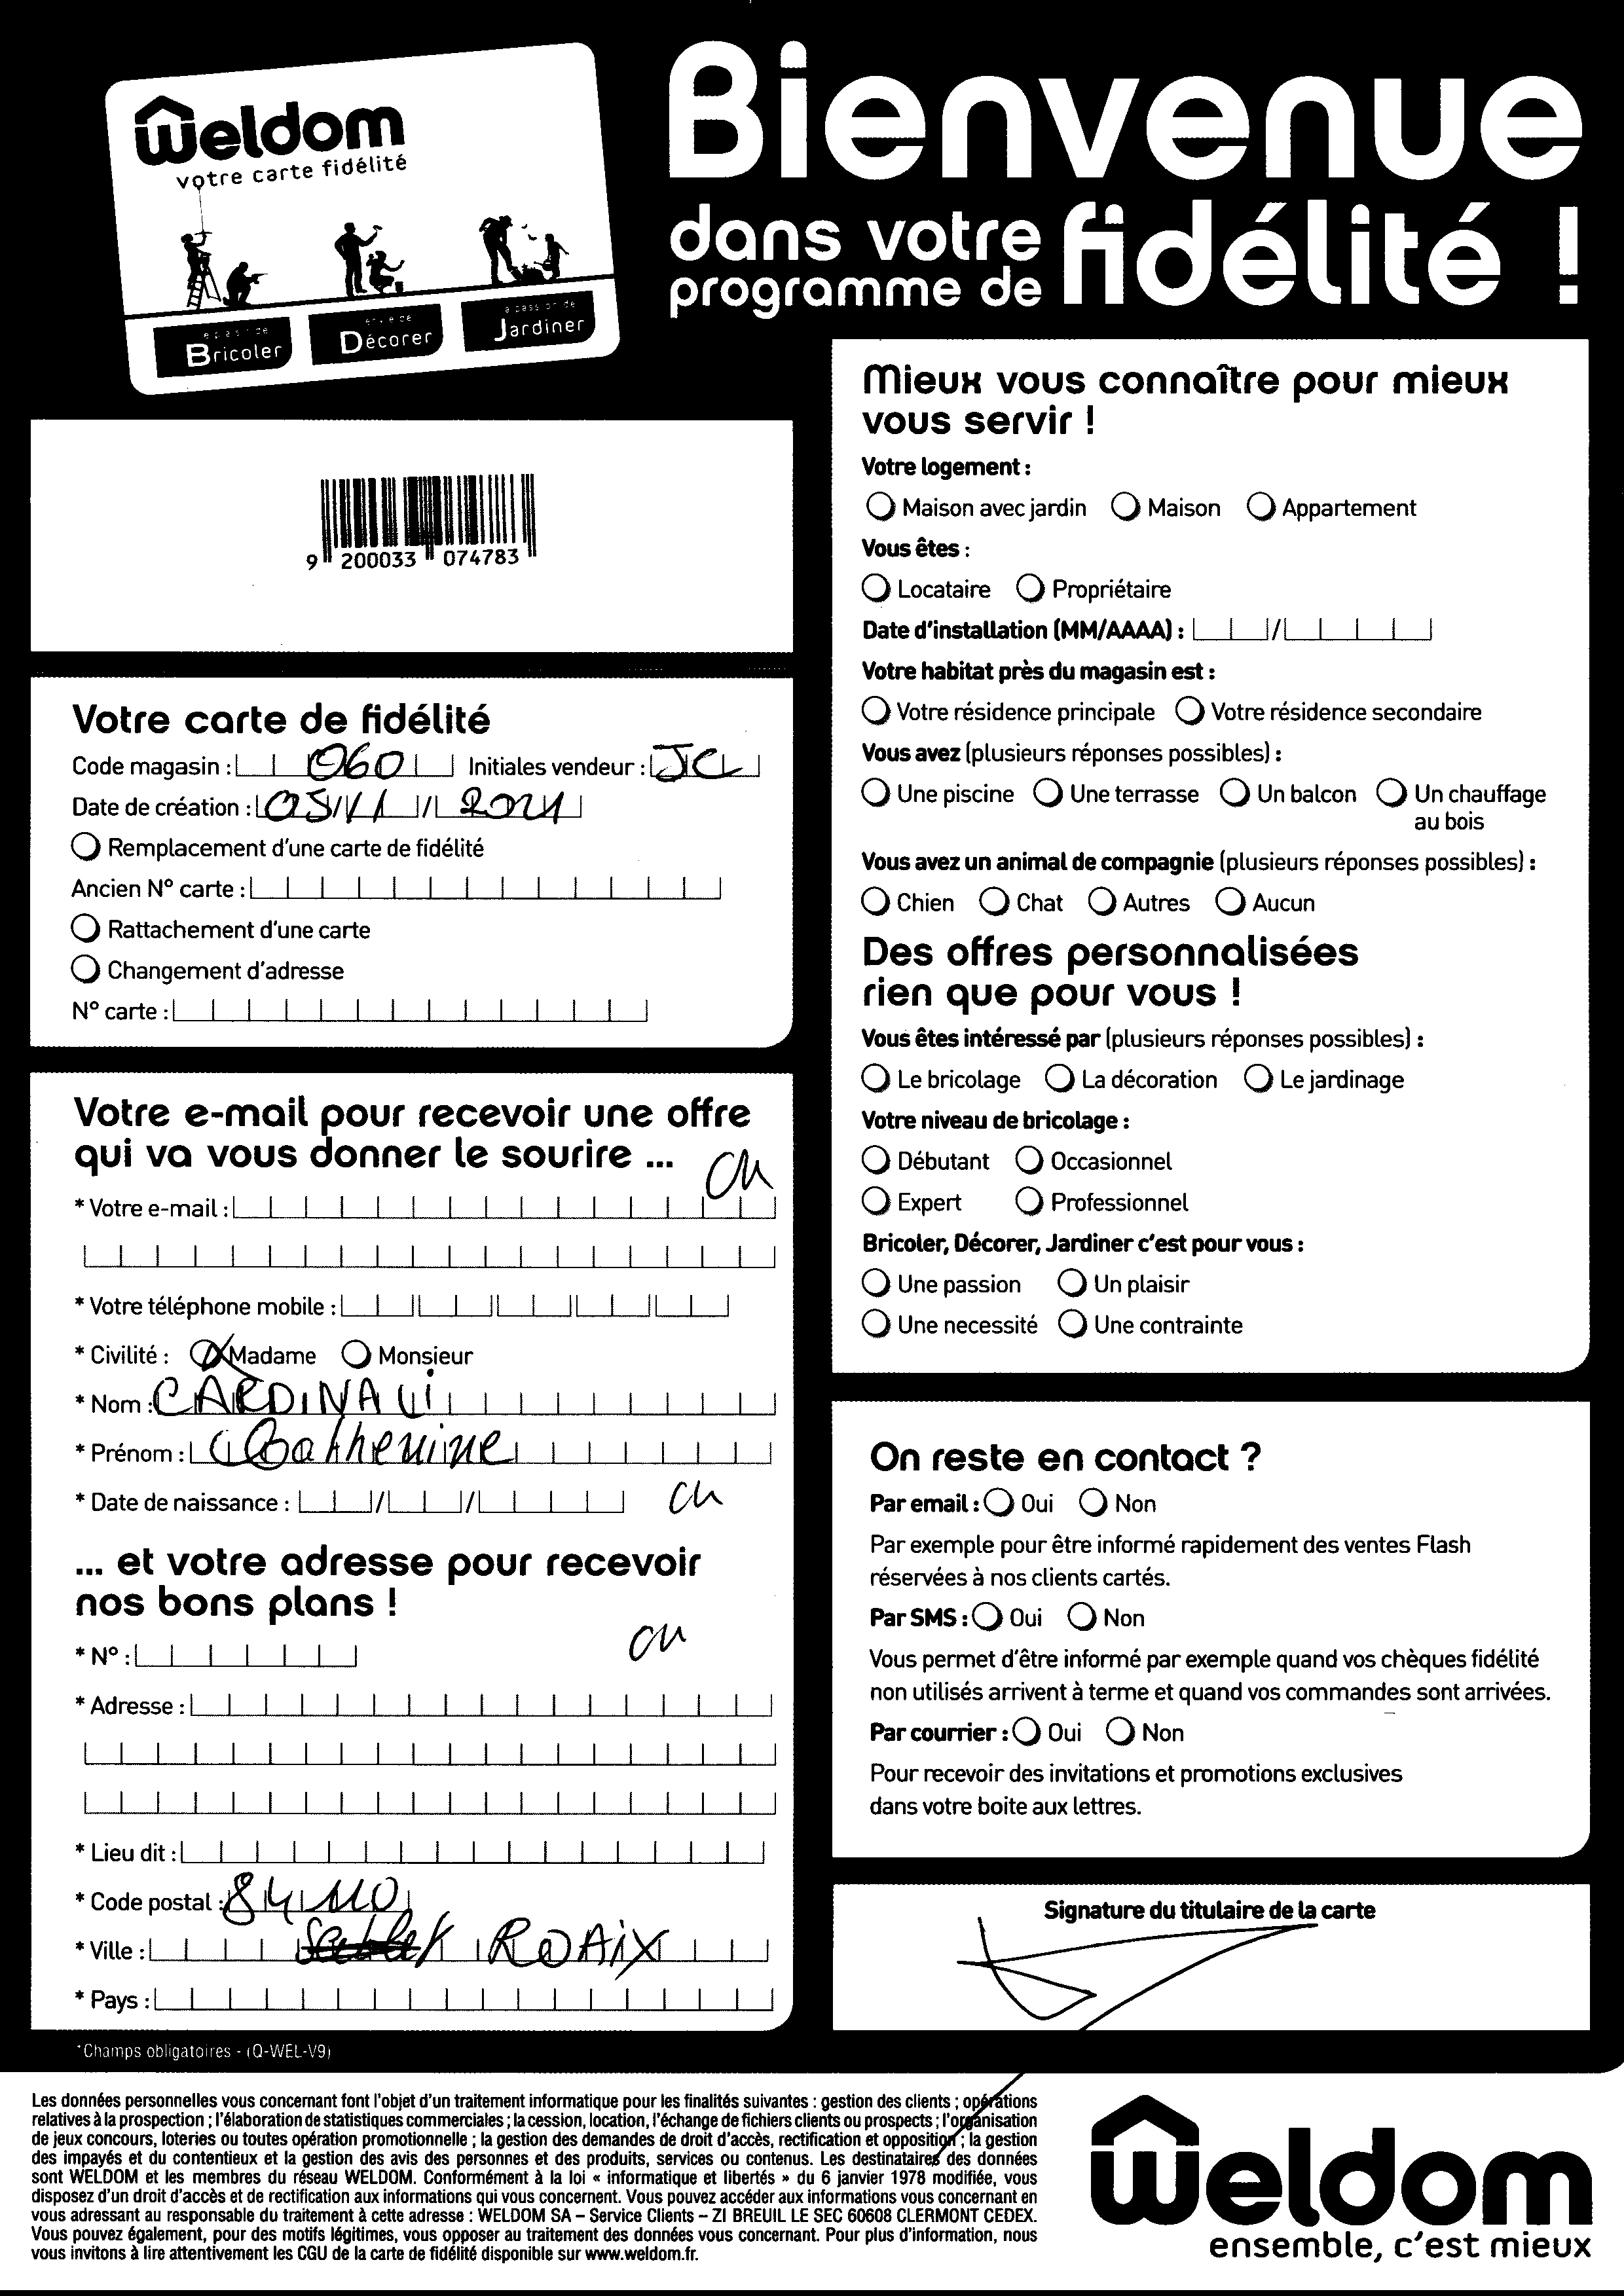 Weldom
votre carte fidélité
Bricoler
Décorer
Jardiner
Bienvenue
dans votre
programme de fidélité !
9 200033 074783
Votre carte de fidélité
Code magasin : 060 Initiales vendeur : JCL
Date de création : 05/11/2021
Remplacement d'une carte de fidélité
Ancien N° carte :
Rattachement d'une carte
Changement d'adresse
N° carte :
Votre e-mail pour recevoir une offre
qui va vous donner le sourire ...
* Votre e-mail :
* Votre téléphone mobile :
* Civilité : Madame Monsieur
* Nom : CARDINALI
* Prénom : Catherine
* Date de naissance : / /
... et votre adresse pour recevoir
nos bons plans !
* N° :
* Adresse :
* Lieu dit :
* Code postal : 84110
* Ville : ROAIX
* Pays :
*Champs obligatoires - (Q-WEL-V9)
Mieux vous connaître pour mieux
vous servir !
Votre logement :
Maison avec jardin Maison Appartement
Vous êtes :
Locataire Propriétaire
Date d'installation (MM/AAAA) : /
Votre habitat près du magasin est :
Votre résidence principale Votre résidence secondaire
Vous avez (plusieurs réponses possibles) :
Une piscine Une terrasse Un balcon Un chauffage
au bois
Vous avez un animal de compagnie (plusieurs réponses possibles) :
Chien Chat Autres Aucun
Des offres personnalisées
rien que pour vous !
Vous êtes intéressé par (plusieurs réponses possibles) :
Le bricolage La décoration Le jardinage
Votre niveau de bricolage :
Débutant Occasionnel
Expert Professionnel
Bricoler, Décorer, Jardiner c'est pour vous :
Une passion Un plaisir
Une necessité Une contrainte
On reste en contact ?
Par email : Oui Non
Par exemple pour être informé rapidement des ventes Flash
réservées à nos clients cartés.
Par SMS : Oui Non
Vous permet d'être informé par exemple quand vos chèques fidélité
non utilisés arrivent à terme et quand vos commandes sont arrivées.
Par courrier : Oui Non
Pour recevoir des invitations et promotions exclusives
dans votre boite aux lettres.
Signature du titulaire de la carte
Les données personnelles vous concernant font l'objet d'un traitement informatique pour les finalités suivantes : gestion des clients ; opérations
relatives à la prospection ; l'élaboration de statistiques commerciales ; la cession, location, l'échange de fichiers clients ou prospects ; l'organisation
de jeux concours, loteries ou toutes opération promotionnelle ; la gestion des demandes de droit d'accès, rectification et opposition ; la gestion
des impayés et du contentieux et la gestion des avis des personnes et des produits, services ou contenus. Les destinataires des données
sont WELDOM et les membres du réseau WELDOM. Conformément à la loi « informatique et libertés » du 6 janvier 1978 modifiée, vous
disposez d'un droit d'accès et de rectification aux informations qui vous concernent. Vous pouvez accéder aux informations vous concernant en
vous adressant au responsable du traitement à cette adresse : WELDOM SA – Service Clients – ZI BREUIL LE SEC 60608 CLERMONT CEDEX.
Vous pouvez également, pour des motifs légitimes, vous opposer au traitement des données vous concernant. Pour plus d'information, nous
vous invitons à lire attentivement les CGU de la carte de fidélité disponible sur www.weldom.fr.
Weldom
ensemble, c'est mieux